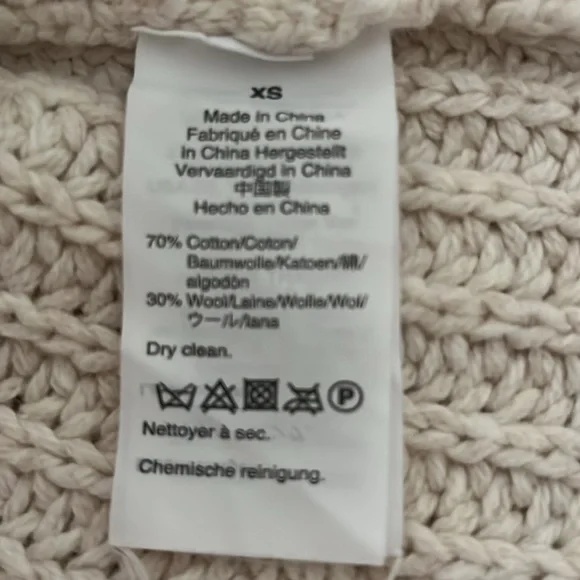 XS
Made in China
Fabriqué en Chine
In China Hergestellt
Vervaardigd in China
中国製
Hecho en China
70% Cotton/Coton/
Baumwolle/Katoen/綿/
algodón
30% Wool/Laine/Wolle/Wol/
ウール/lana
Dry clean.
P
Nettoyer à sec.
Chemische reinigung.